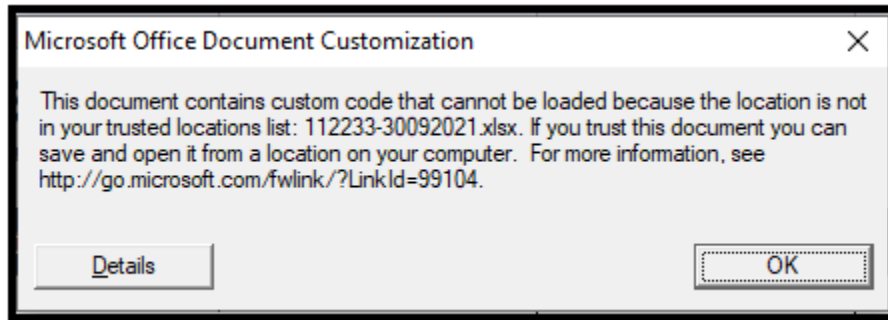 Microsoft Office Document Customization
This document contains custom code that cannot be loaded because the location is not
in your trusted locations list: 112233-30092021.xlsx. If you trust this document you can
save and open it from a location on your computer.  For more information, see
http://go.microsoft.com/fwlink/?LinkId=99104.
Details
OK